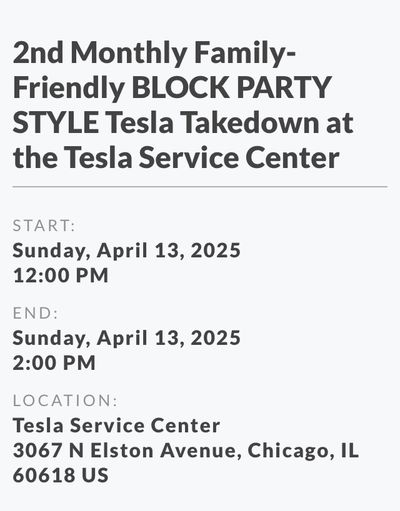 2nd Monthly Family-
Friendly BLOCK PARTY
STYLE Tesla Takedown at
the Tesla Service Center
START:
Sunday, April 13, 2025
12:00 PM
END:
Sunday, April 13, 2025
2:00 PM
LOCATION:
Tesla Service Center
3067 N Elston Avenue, Chicago, IL
60618 US